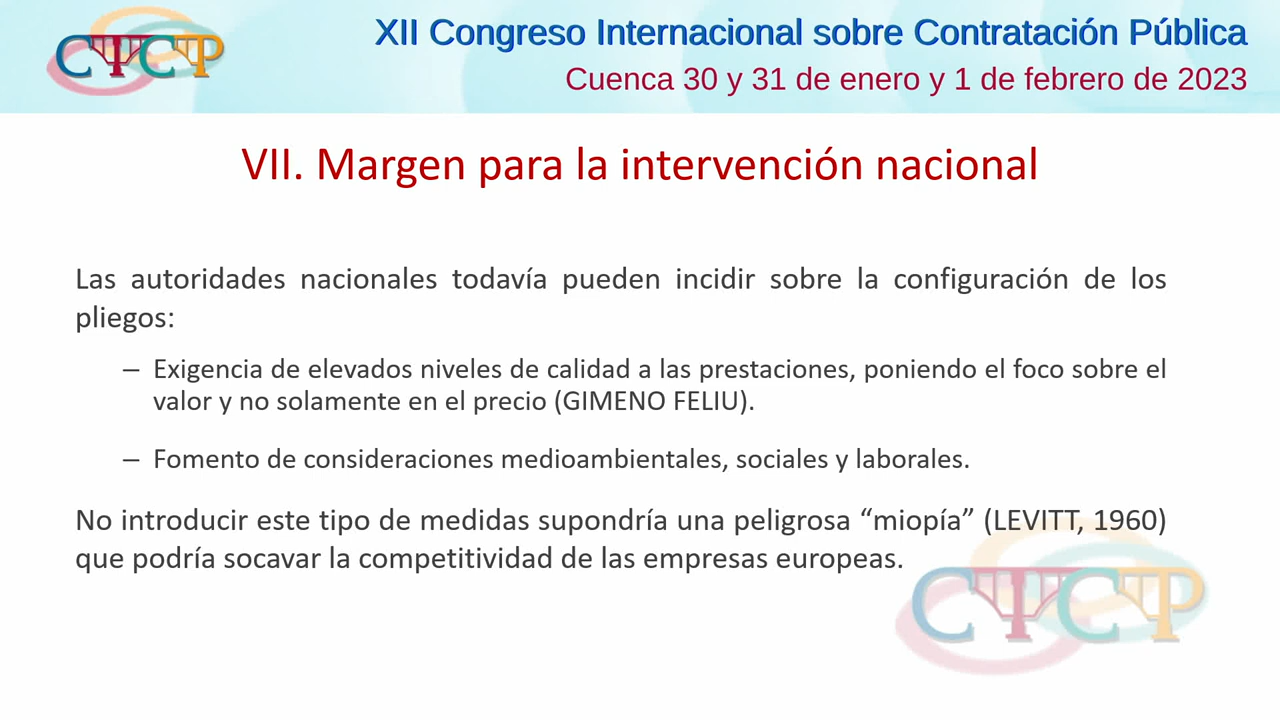 XII Congreso Internacional sobre Contratación Pública
Cuenca 30 y 31 de enero y 1 de febrero de 2023
VII. Margen para la intervención nacional
Las autoridades nacionales todavía pueden incidir sobre la configuración de los
pliegos:
– Exigencia de elevados niveles de calidad a las prestaciones, poniendo el foco sobre el
valor y no solamente en el precio (GIMENO FELIU).
– Fomento de consideraciones medioambientales, sociales y laborales.
No introducir este tipo de medidas supondría una peligrosa “miopía” (LEVITT, 1960)
que podría socavar la competitividad de las empresas europeas.